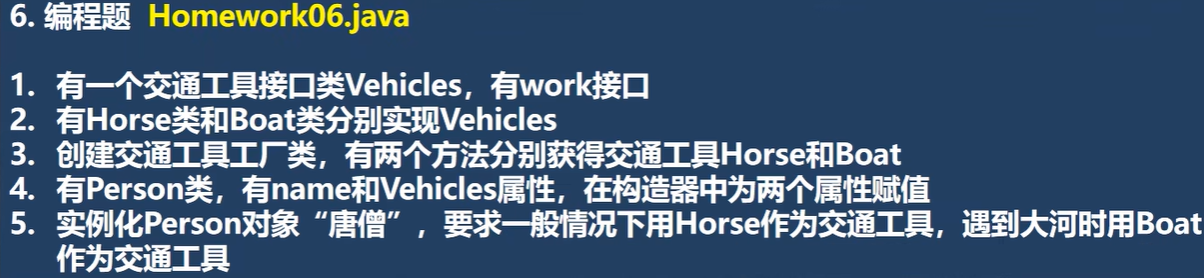 6. 编程题 Homework06.java
1. 有一个交通工具接口类Vehicles，有work接口
2. 有Horse类和Boat类分别实现Vehicles
3. 创建交通工具工厂类，有两个方法分别获得交通工具Horse和Boat
4. 有Person类，有name和Vehicles属性，在构造器中为两个属性赋值
5. 实例化Person对象“唐僧”，要求一般情况下用Horse作为交通工具，遇到大河时用Boat
作为交通工具